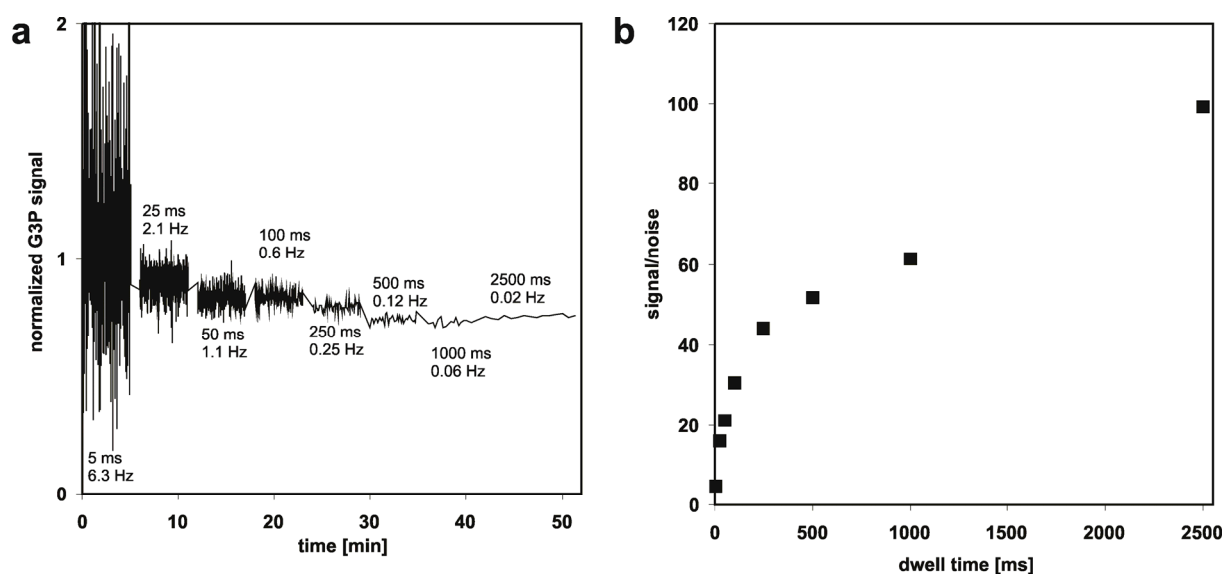 a
normalized G3P signal
2
1
0
5 ms
6.3 Hz
25 ms
2.1 Hz
50 ms
1.1 Hz
100 ms
0.6 Hz
250 ms
0.25 Hz
500 ms
0.12 Hz
1000 ms
0.06 Hz
2500 ms
0.02 Hz
0 10 20 30 40 50
time [min]
b
signal/noise
120
100
80
60
40
20
0
0 500 1000 1500 2000 2500
dwell time [ms]